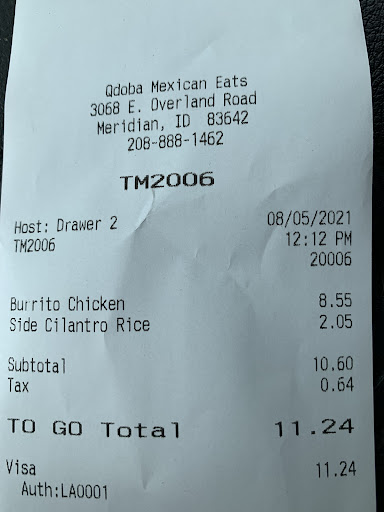 Qdoba Mexican Eats
3068 E. Overland Road
Meridian, ID 83642
208-888-1462
TM2006
Host: Drawer 2 08/05/2021
TM2006 12:12 PM
20006
Burrito Chicken 8.55
Side Cilantro Rice 2.05
Subtotal 10.60
Tax 0.64
TO GO Total 11.24
Visa 11.24
Auth:LA0001